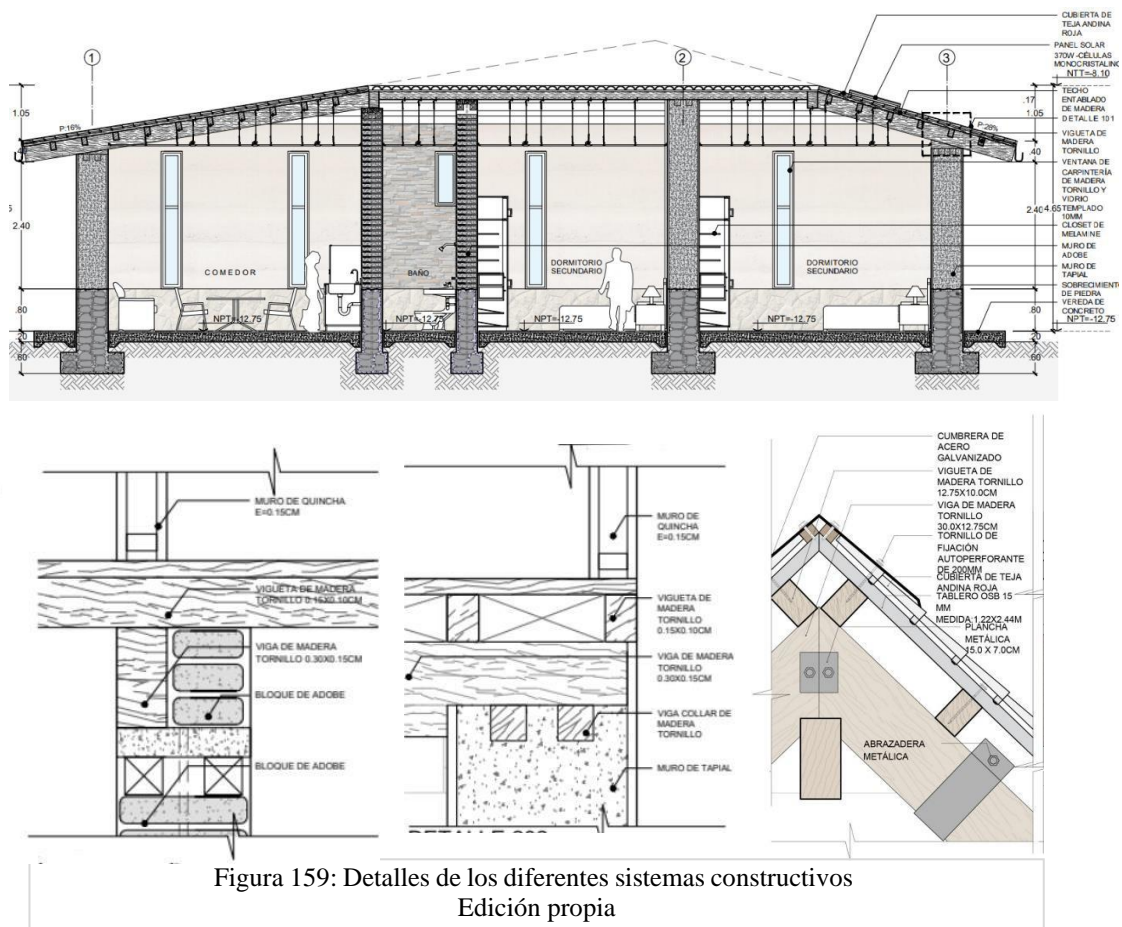 1
2
3
CUBIERTA DE
TEJA ANDINA
ROJA
PANEL SOLAR
370W -CÉLULAS
MONOCRISTALINO
NTT=-8.10
TECHO
ENTABLADO
DE MADERA
DETALLE 101
VIGUETA DE
MADERA
TORNILLO
VENTANA DE
CARPINTERÍA
DE MADERA
TORNILLO Y
VIDRIO
TEMPLADO
10MM
CLOSET DE
MELAMINE
MURO DE
ADOBE
MURO DE
TAPIAL
SOBRECIMIENTO
DE PIEDRA
VEREDA DE
CONCRETO
NPT=-12.75
1.05
2.40
.60
P:16%
P:28%
.17
1.05
.40
2.40
4.65
.80
.60
COMEDOR
BAÑO
DORMITORIO
SECUNDARIO
DORMITORIO
SECUNDARIO
NPT=-12.75
NPT=-12.75
NPT=-12.75
NPT=-12.75
MURO DE QUINCHA
E=0.15CM
VIGUETA DE MADERA
TORNILLO 0.15X0.10CM
VIGA DE MADERA
TORNILLO 0.30X0.15CM
BLOQUE DE ADOBE
BLOQUE DE ADOBE
MURO DE
QUINCHA
E=0.15CM
VIGUETA DE
MADERA
TORNILLO
0.15X0.10CM
VIGA DE MADERA
TORNILLO
0.30X0.15CM
VIGA COLLAR DE
MADERA
TORNILLO
MURO DE TAPIAL
CUMBRERA DE
ACERO
GALVANIZADO
VIGUETA DE
MADERA TORNILLO
12.75X10.0CM
VIGA DE MADERA
TORNILLO
30.0X12.75CM
TORNILLO DE
FIJACIÓN
AUTOPERFORANTE
DE 200MM
CUBIERTA DE TEJA
ANDINA ROJA
TABLERO OSB 15
MM
MEDIDA:1.22X2.44M
PLANCHA
METÁLICA
15.0 X 7.0CM
ABRAZADERA
METÁLICA
Figura 159: Detalles de los diferentes sistemas constructivos
Edición propia